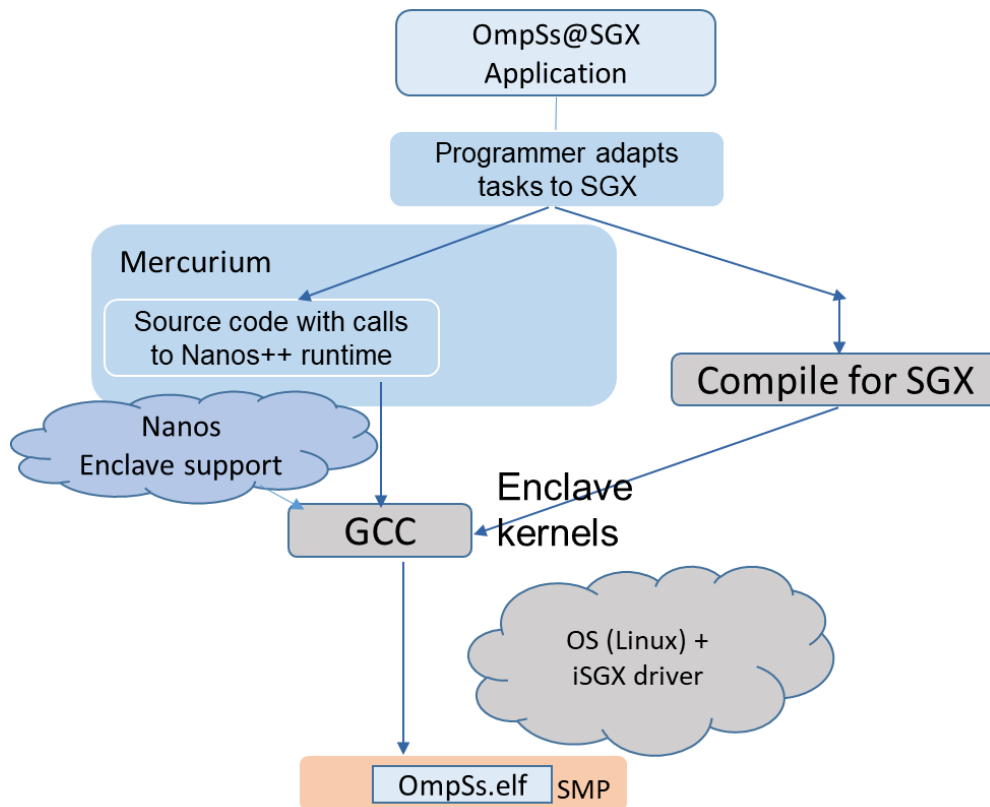 OmpSs@SGX
Application
Programmer adapts
tasks to SGX
Mercurium
Source code with calls
to Nanos++ runtime
Compile for SGX
Nanos
Enclave support
Enclave
kernels
GCC
OS (Linux) +
iSGX driver
OmpSs.elf
SMP